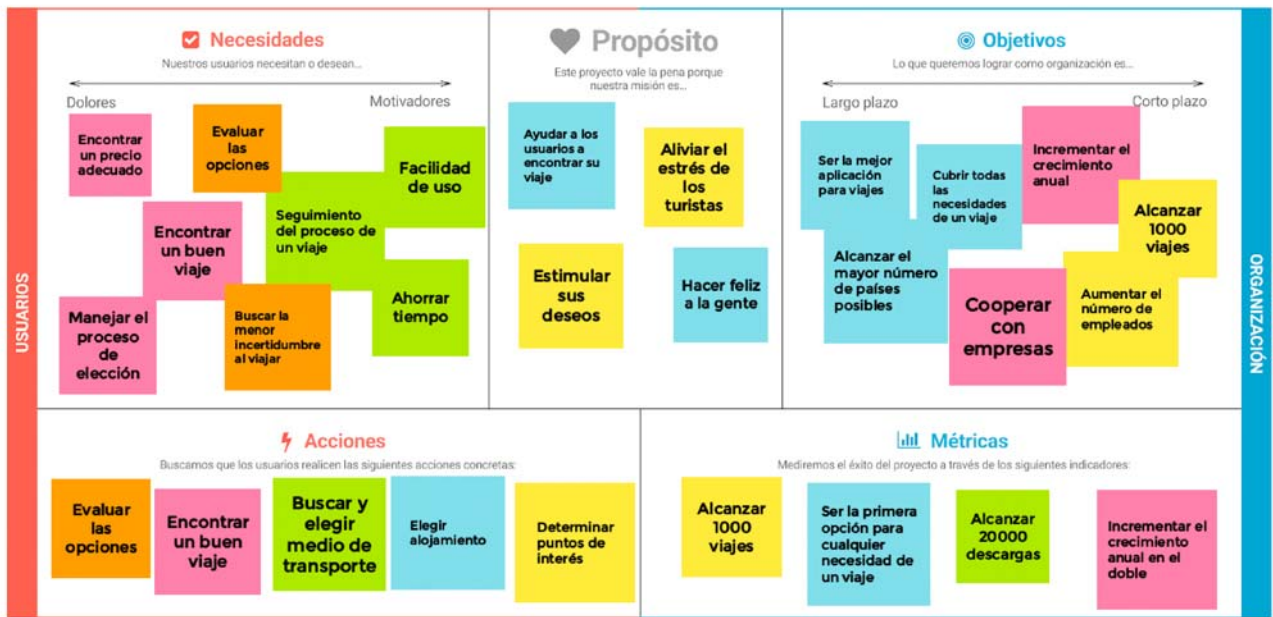 Necesidades
Nuestros usuarios necesitan o desean...
Dolores
Motivadores
Encontrar
un precio
adecuado
Evaluar
las
opciones
Facilidad
de uso
Encontrar
un buen
viaje
Seguimiento
del proceso de
un viaje
Manejar el
proceso
de
elección
Buscar la
menor
incertidumbre
al viajar
Ahorrar
tiempo
Propósito
Este proyecto vale la pena porque
nuestra misión es...
Ayudar a los
usuarios a
encontrar su
viaje
Aliviar el
estrés de
los
turistas
Estimular
sus
deseos
Hacer feliz
a la gente
Objetivos
Lo que queremos lograr como organización es...
Largo plazo
Corto plazo
Ser la mejor
aplicación
para viajes
Cubrir todas
las
necesidades
de un viaje
Incrementar el
crecimiento
anual
Alcanzar
1000
viajes
Alcanzar el
mayor número
de países
posibles
Cooperar
con
empresas
Aumentar el
número de
empleados
USUARIOS
ORGANIZACIÓN
Acciones
Buscamos que los usuarios realicen las siguientes acciones concretas:
Evaluar
las
opciones
Encontrar
un buen
viaje
Buscar y
elegir
medio de
transporte
Elegir
alojamiento
Determinar
puntos de
interés
Métricas
Mediremos el éxito del proyecto a través de los siguientes indicadores:
Alcanzar
1000
viajes
Ser la primera
opción para
cualquier
necesidad de
un viaje
Alcanzar
20000
descargas
Incrementar el
crecimiento
anual en el
doble